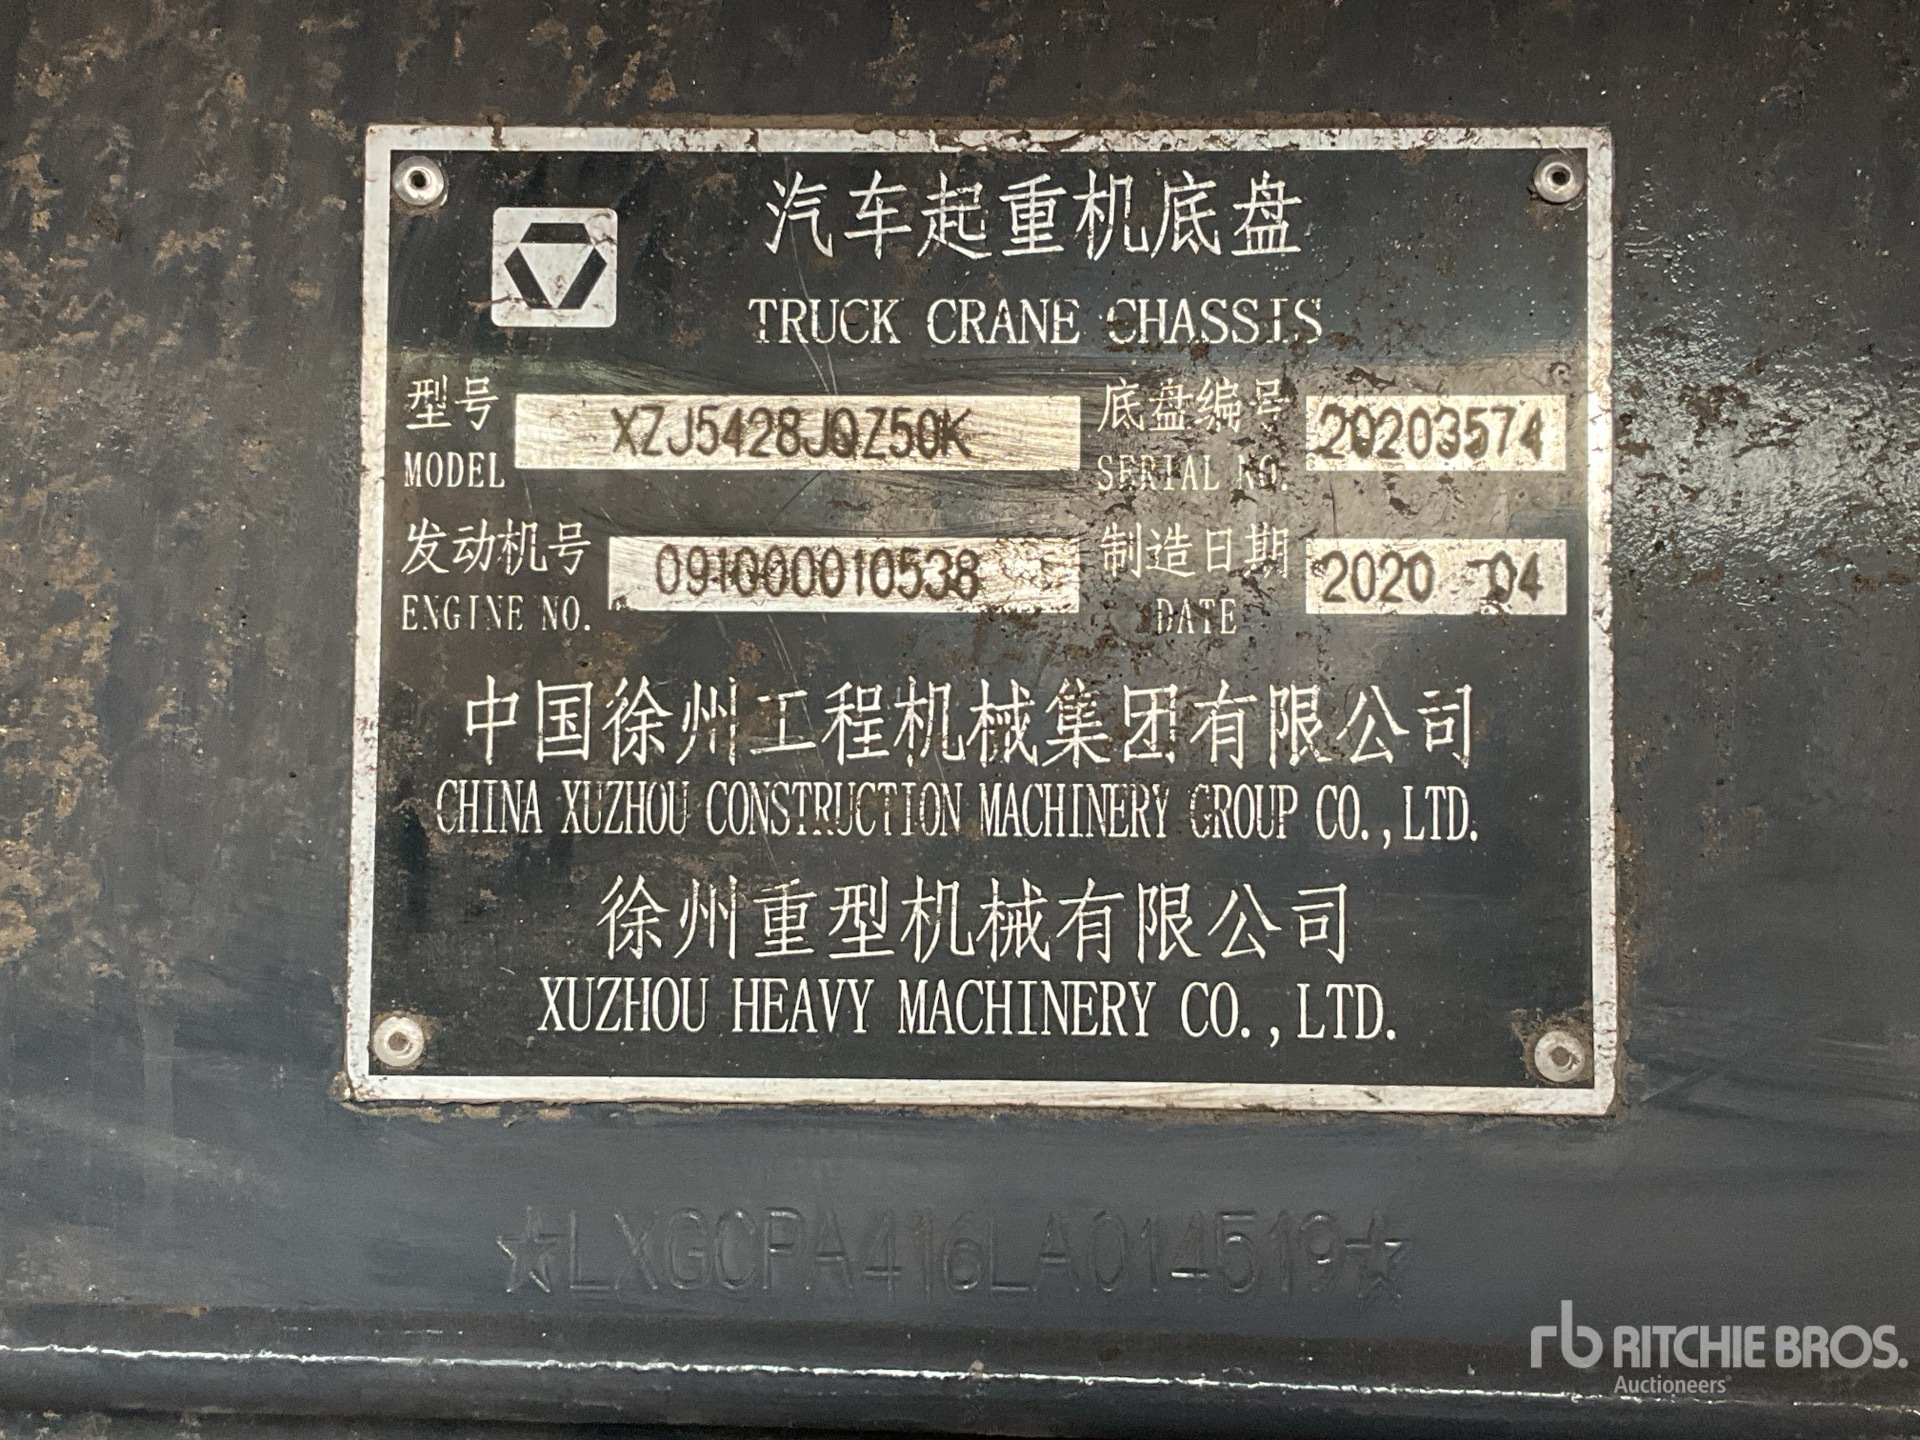 汽车起重机底盘
TRUCK CRANE CHASSIS
型号 XZJ5428JQZ50K 底盘编号 20203574
MODEL SERIAL NO.
发动机号 091000010538 制造日期 2020 04
ENGINE NO. DATE
中国徐州工程机械集团有限公司
CHINA XUZHOU CONSTRUCTION MACHINERY GROUP CO.,LTD.
徐州重型机械有限公司
XUZHOU HEAVY MACHINERY CO.,LTD.
☆LXGCPA416LA014519☆
rb RITCHIE BROS.
Auctioneers